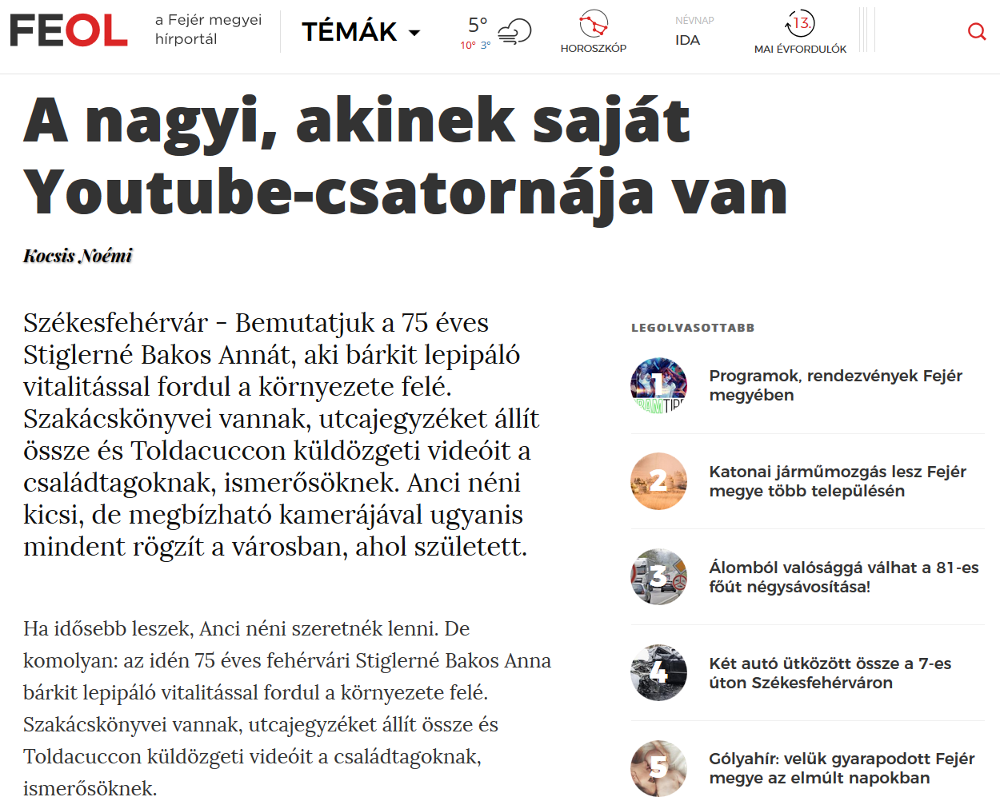 FEOL
a Fejér megyei
hírportál
TÉMÁK
5°
10° 3°
HOROSZKÓP
NÉVNAP
IDA
13.
MAI ÉVFORDULÓK
A nagyi, akinek saját
Youtube-csatornája van
Kocsis Noémi
Székesfehérvár - Bemutatjuk a 75 éves
Stiglerné Bakos Annát, aki bárkit lepipáló
vitalitással fordul a környezete felé.
Szakácskönyvei vannak, utcajegyzéket állít
össze és Toldacuccon küldözgeti videóit a
családtagoknak, ismerősöknek. Anci néni
kicsi, de megbízható kamerájával ugyanis
mindent rögzít a városban, ahol született.
Ha idősebb leszek, Anci néni szeretnék lenni. De
komolyan: az idén 75 éves fehérvári Stiglerné Bakos Anna
bárkit lepipáló vitalitással fordul a környezete felé.
Szakácskönyvei vannak, utcajegyzéket állít össze és
Toldacuccon küldözgeti videóit a családtagoknak,
ismerősöknek.
LEGOLVASOTTABB
1
Programok, rendezvények Fejér
megyében
2
Katonai járműmozgás lesz Fejér
megye több településén
3
Álomból valósággá válhat a 81-es
főút négysávosítása!
4
Két autó ütközött össze a 7-es
úton Székesfehérváron
5
Gólyahír: velük gyarapodott Fejér
megye az elmúlt napokban